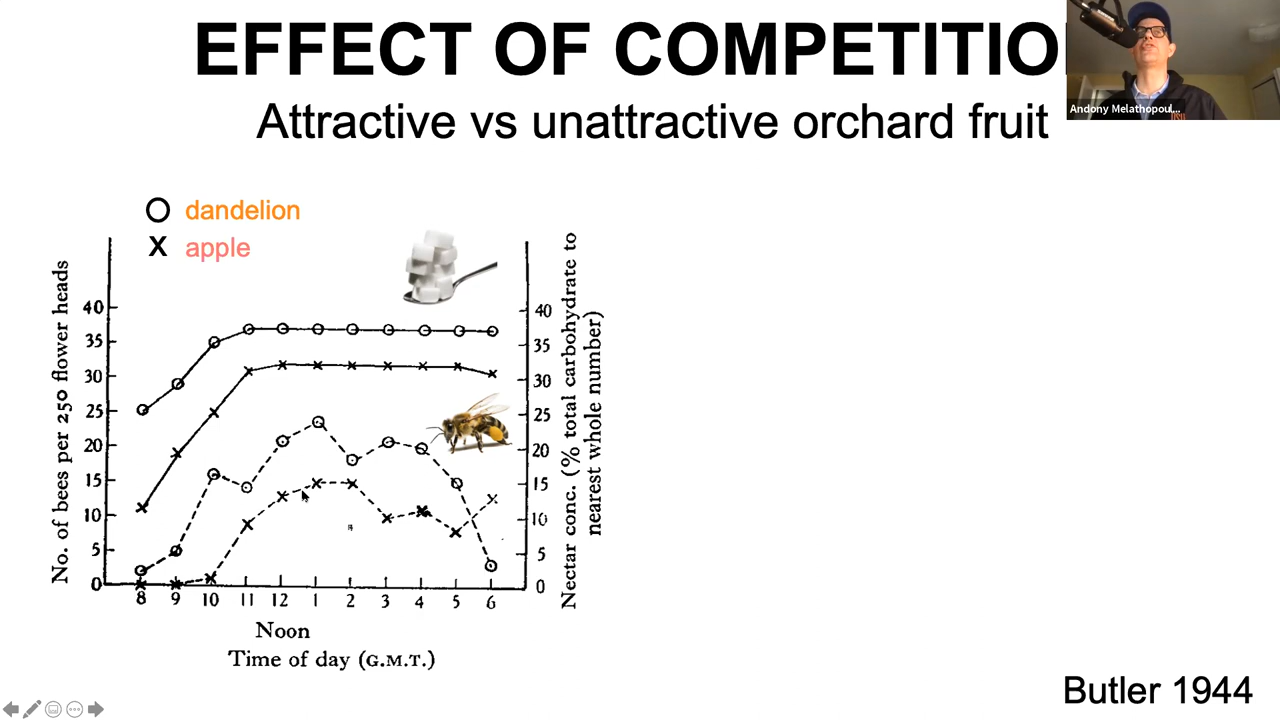 EFFECT OF COMPETITIO
Attractive vs unattractive orchard fruit
Andony Melathopoul...
O dandelion
X apple
No. of bees per 250 flower heads
40
35
30
25
20
15
10
5
0
40
35
30
25
20
15
10
5
0
Nectar conc. (% total carbohydrate to
nearest whole number)
8 9 10 11 12 1 2 3 4 5 6
Noon
Time of day (G.M.T.)
Butler 1944